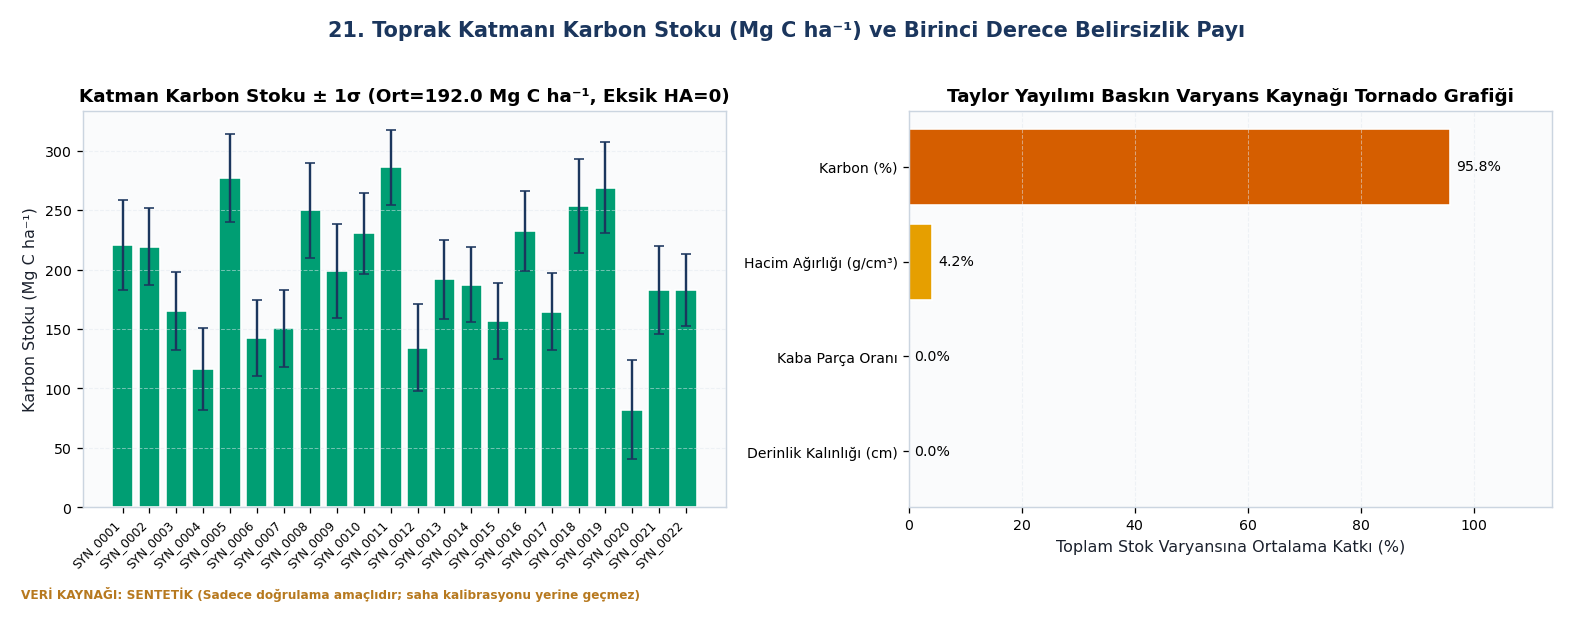 21. Toprak Katmanı Karbon Stoku (Mg C ha⁻¹) ve Birinci Derece Belirsizlik Payı
Katman Karbon Stoku ± 1σ (Ort=192.0 Mg C ha⁻¹, Eksik HA=0)
Karbon Stoku (Mg C ha⁻¹)
300
250
200
150
100
50
0
SYN_0001
SYN_0002
SYN_0003
SYN_0004
SYN_0005
SYN_0006
SYN_0007
SYN_0008
SYN_0009
SYN_0010
SYN_0011
SYN_0012
SYN_0013
SYN_0014
SYN_0015
SYN_0016
SYN_0017
SYN_0018
SYN_0019
SYN_0020
SYN_0021
SYN_0022
Taylor Yayılımı Baskın Varyans Kaynağı Tornado Grafiği
Karbon (%)
95.8%
Hacim Ağırlığı (g/cm³)
4.2%
Kaba Parça Oranı
0.0%
Derinlik Kalınlığı (cm)
0.0%
0
20
40
60
80
100
Toplam Stok Varyansına Ortalama Katkı (%)
VERİ KAYNAĞI: SENTETİK (Sadece doğrulama amaçlıdır; saha kalibrasyonu yerine geçmez)